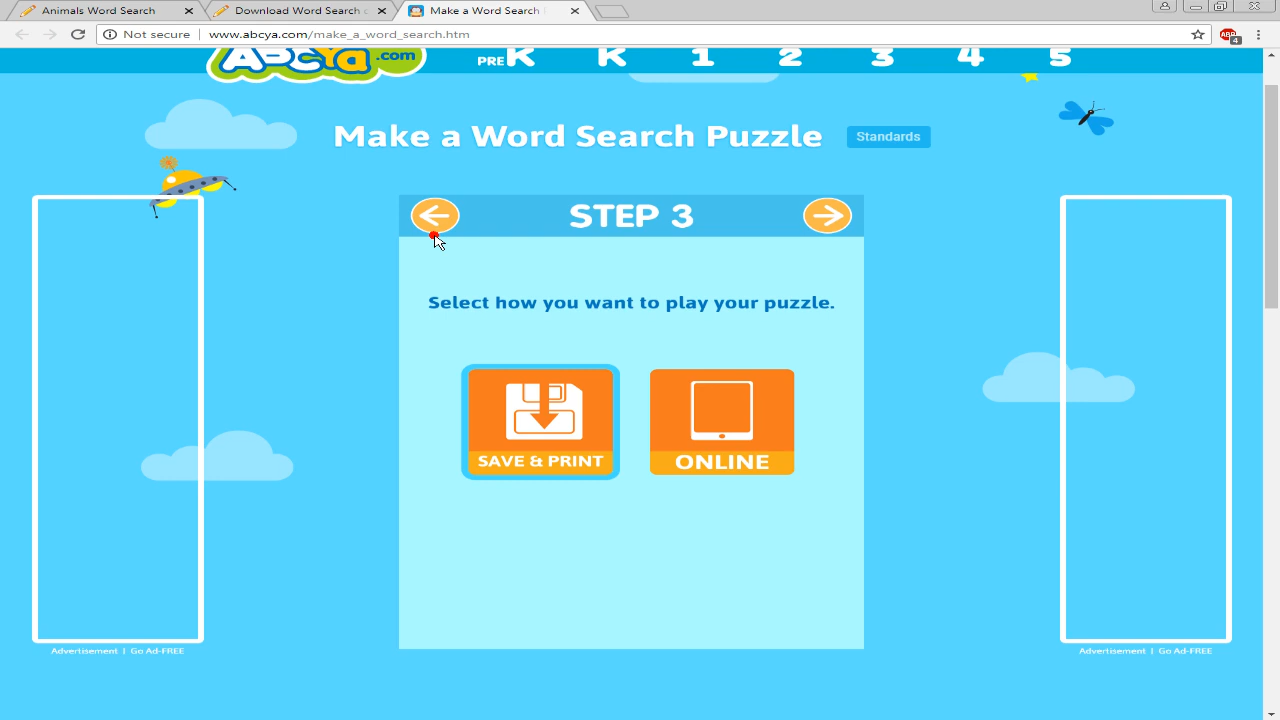 Animals Word Search
Download Word Search c
Make a Word Search
Not secure
www.abcya.com/make_a_word_search.htm
ABD
4
ABCYa.com
PRE K K 1 2 3 4 5
Make a Word Search Puzzle
Standards
STEP 3
Select how you want to play your puzzle.
SAVE & PRINT
ONLINE
Advertisement | Go Ad-FREE
Advertisement | Go Ad-FREE